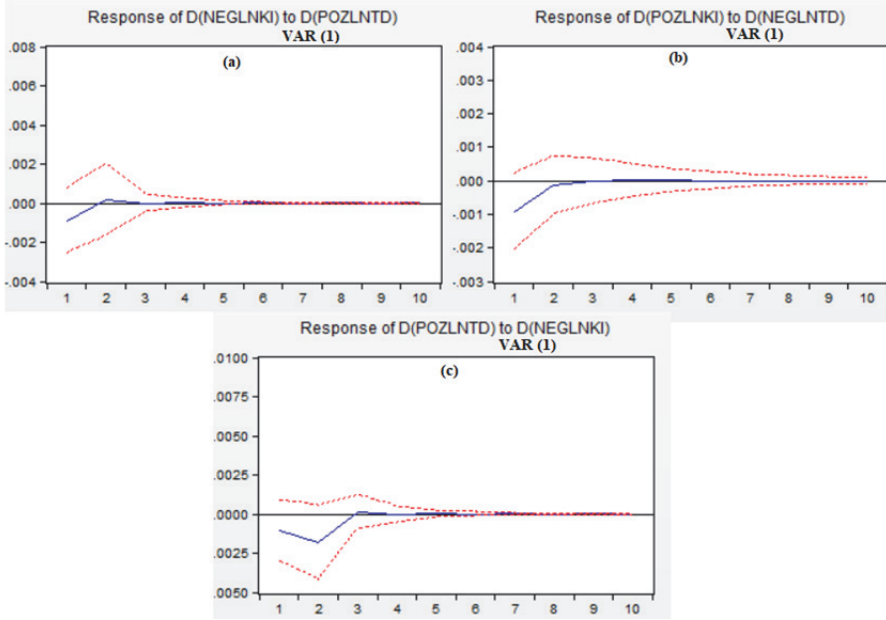 Response of D(NEGLNKI) to D(POZLNTD)
VAR (1)
(a)
.008
.006
.004
.002
.000
-.002
-.004
1 2 3 4 5 6 7 8 9 10
Response of D(POZLNKI) to D(NEGLNTD)
VAR (1)
(b)
.004
.003
.002
.001
.000
-.001
-.002
-.003
1 2 3 4 5 6 7 8 9 10
Response of D(POZLNTD) to D(NEGLNKI)
VAR (1)
(c)
.0100
.0075
.0050
.0025
.0000
.0025
.0050
1 2 3 4 5 6 7 8 9 10